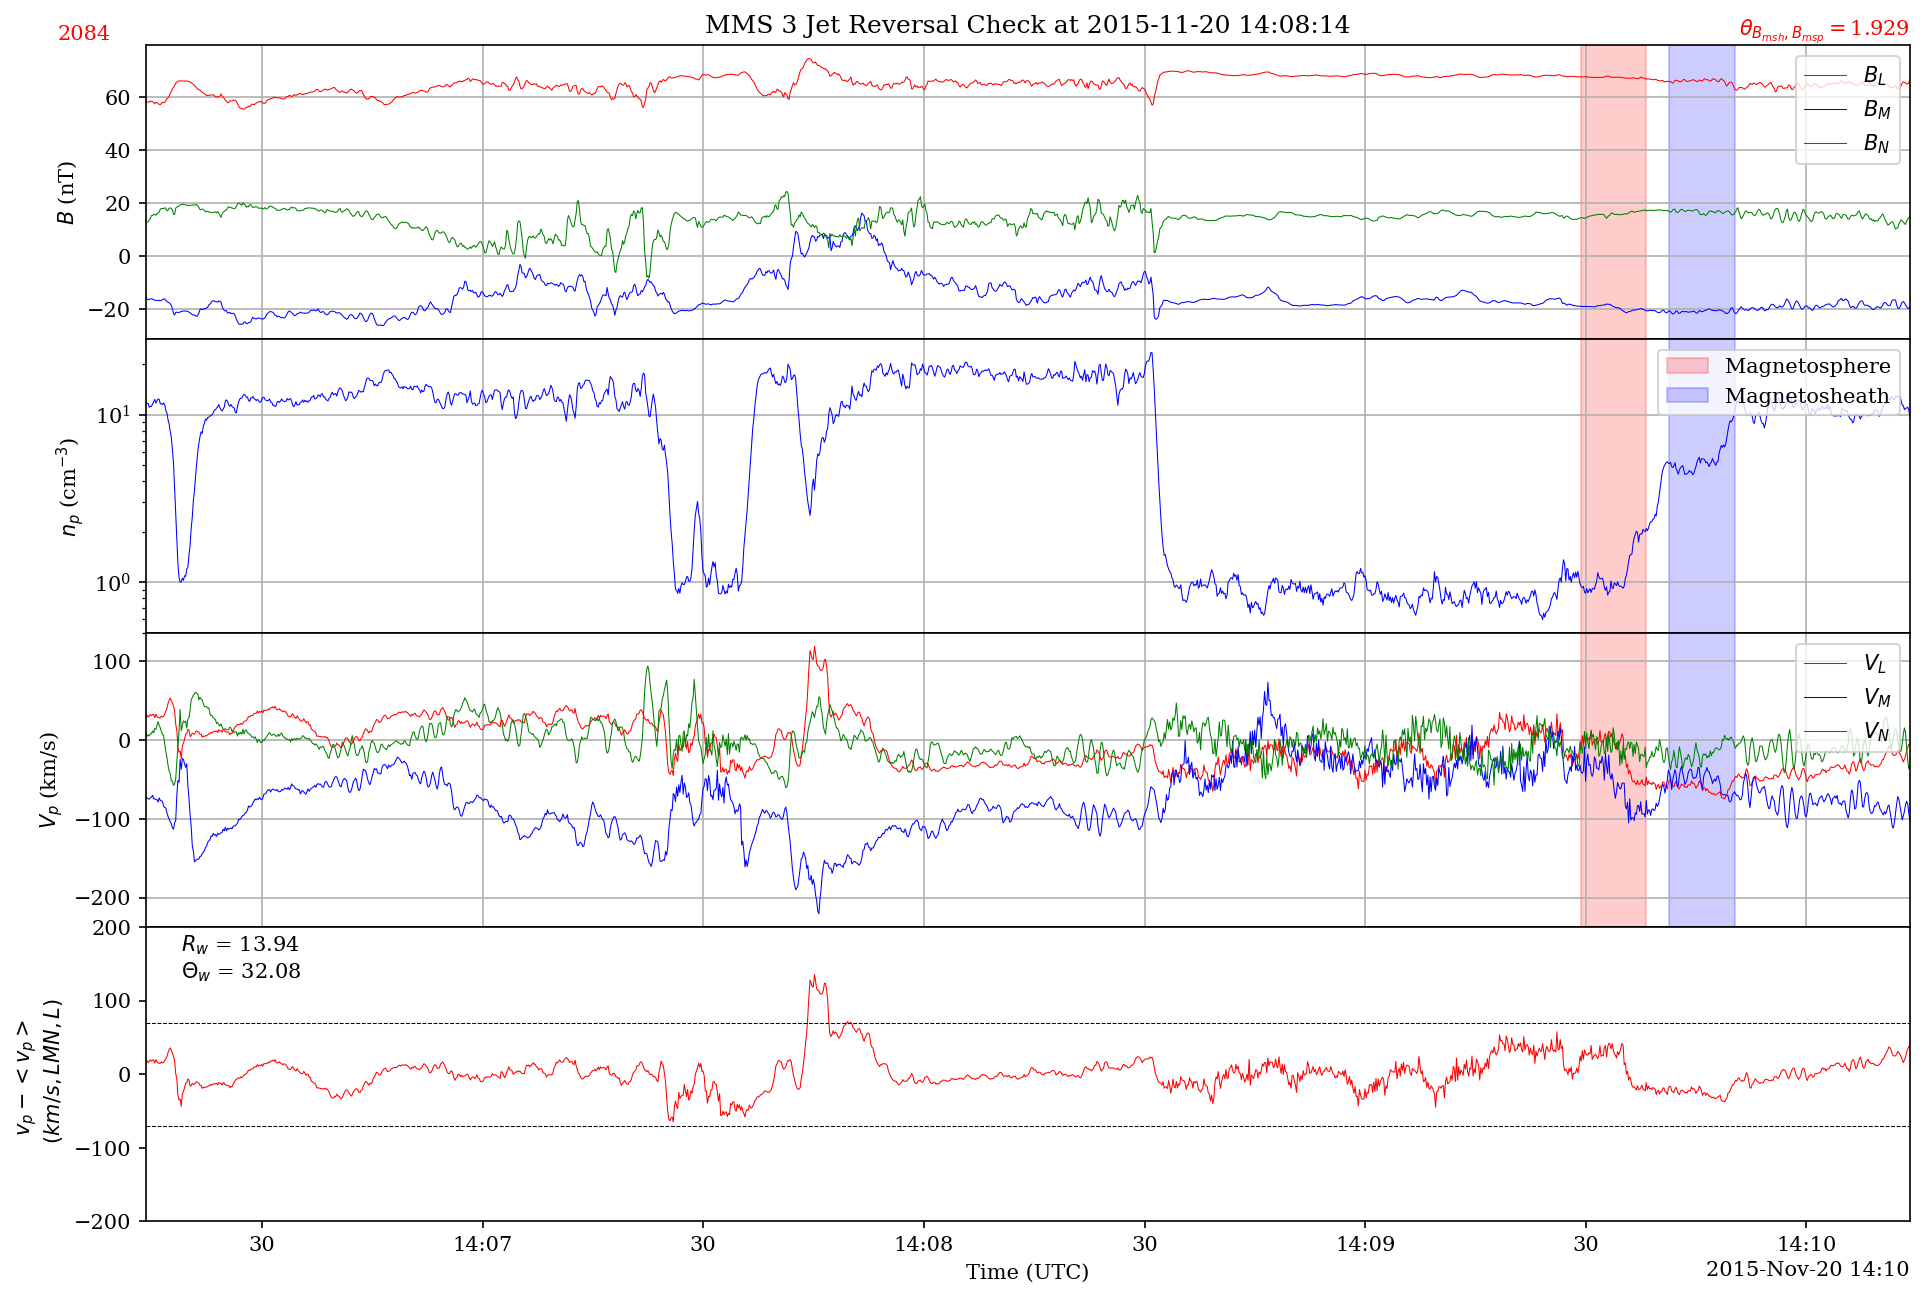 MMS 3 Jet Reversal Check at 2015-11-20 14:08:14
2084
θ_{B_{msh}, B_{msp}} = 1.929
B (nT)
60
40
20
0
−20
B_L
B_M
B_N
n_p (cm^{−3})
10^1
10^0
Magnetosphere
Magnetosheath
V_p (km/s)
100
0
−100
−200
V_L
V_M
V_N
v_p − < v_p >
(km/s, LMN, L)
200
100
0
−100
−200
R_w = 13.94
Θ_w = 32.08
30
14:07
30
14:08
30
14:09
30
14:10
Time (UTC)
2015-Nov-20 14:10